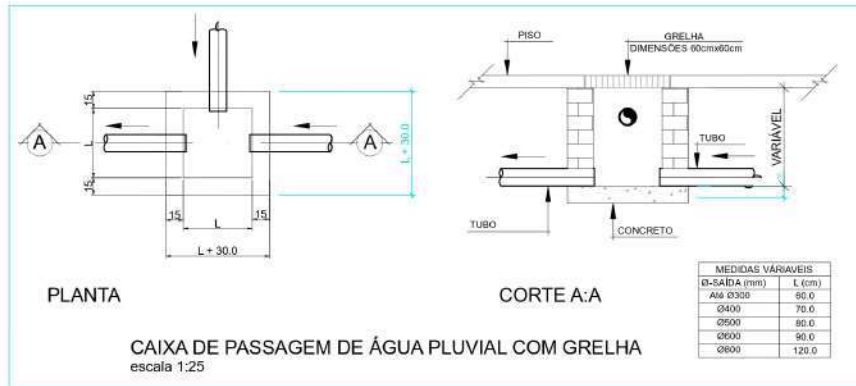 15
L
15
A
A
L + 30.0
15
L
15
L + 30.0
PLANTA
PISO
GRELHA
DIMENSÕES 60cmx60cm
TUBO
VARIÁVEL
TUBO
CONCRETO
CORTE A:A
MEDIDAS VÁRIAVEIS
Ø-SAÍDA (mm) L (cm)
Até Ø300 60.0
Ø400 70.0
Ø500 80.0
Ø600 90.0
Ø800 120.0
CAIXA DE PASSAGEM DE ÁGUA PLUVIAL COM GRELHA
escala 1:25